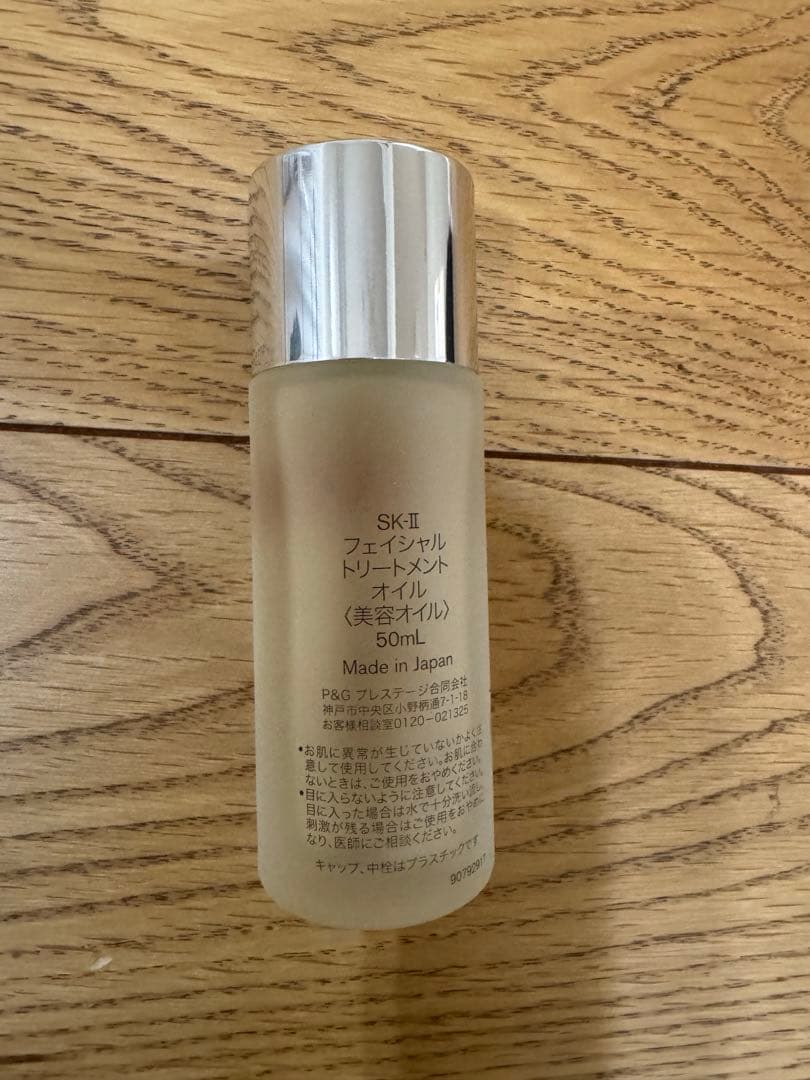 SK-Ⅱ
フェイシャル
トリートメント
オイル
〈美容オイル〉
50mL
Made in Japan
P&G プレステージ合同会社
神戸市中央区小野柄通7-1-18
お客様相談室0120-021325
•お肌に異常が生じていないかよく注
意して使用してください。お肌に合わ
ないときは、ご使用をおやめください。
•目に入らないように注意してください。
目に入った場合は水で十分洗い流し、
刺激が残る場合はご使用をおやめに
なり、医師にご相談ください。
キャップ、中栓はプラスチックです
90792917